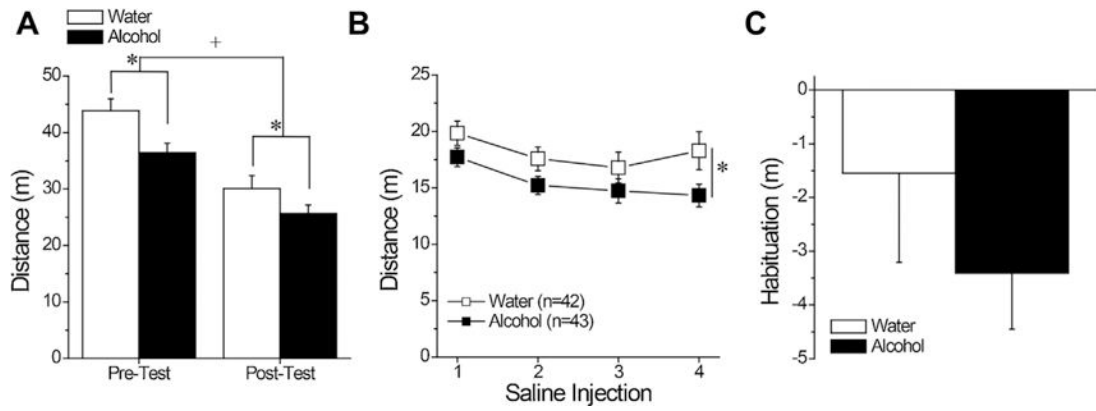 A
Water
Alcohol
*
+
*
Distance (m)
50
40
30
20
10
0
Pre-Test
Post-Test
B
Distance (m)
25
20
15
10
5
0
*
Water (n=42)
Alcohol (n=43)
1
2
3
4
Saline Injection
C
Habituation (m)
0
-1
-2
-3
-4
-5
Water
Alcohol